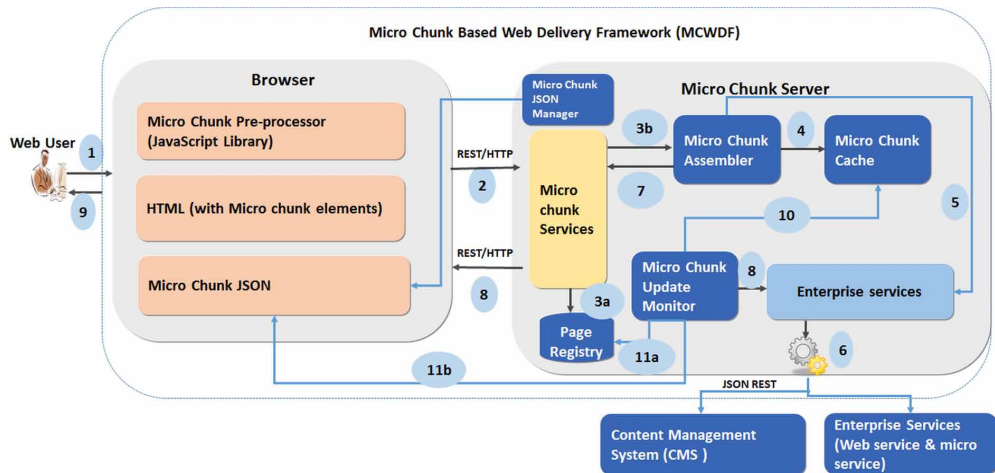 Micro Chunk Based Web Delivery Framework (MCWDF)
Browser
Micro Chunk Pre-processor
(JavaScript Library)
HTML (with Micro chunk elements)
Micro Chunk JSON
Web User
1
9
REST/HTTP
2
REST/HTTP
8
Micro Chunk
JSON
Manager
Micro Chunk Server
Micro
chunk
Services
3b
7
Micro Chunk
Assembler
4
Micro Chunk
Cache
10
5
Micro Chunk
Update
Monitor
8
Enterprise services
3a
Page
Registry
11a
6
11b
JSON REST
Content Management
System (CMS )
Enterprise Services
(Web service & micro
service)